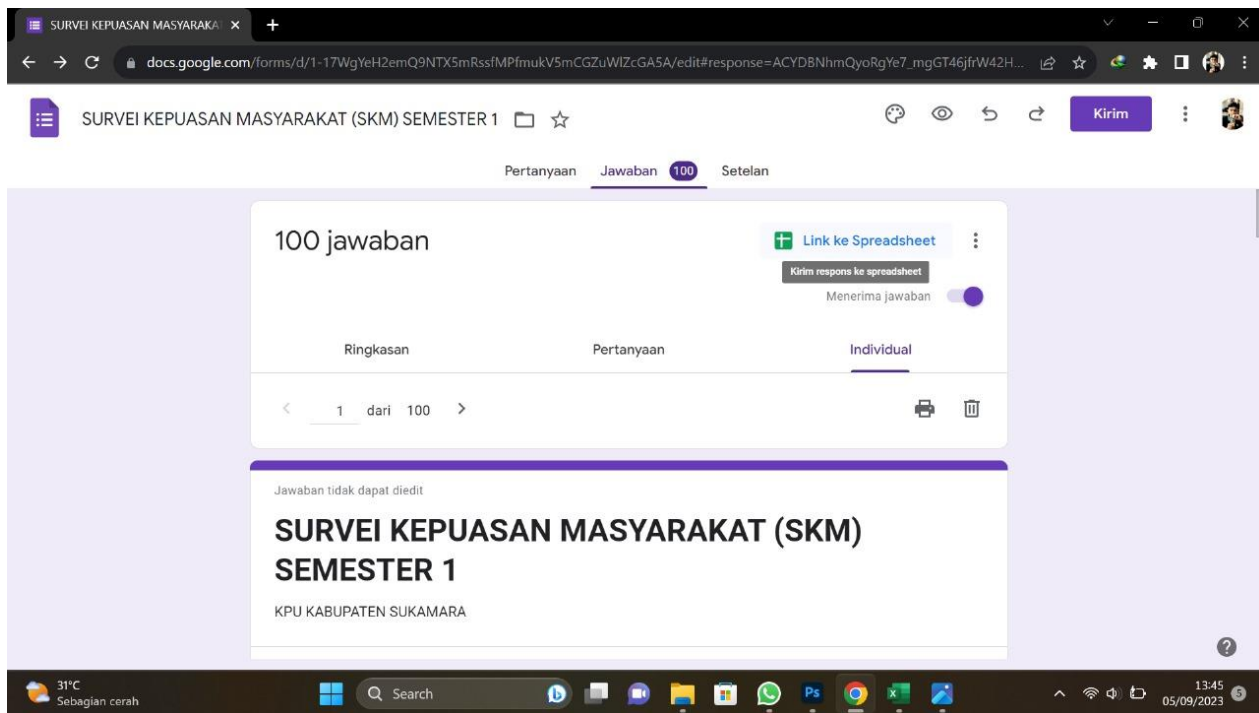 SURVEI KEPUASAN MASYARAKA
docs.google.com/forms/d/1-17WgYeH2emQ9NTX5mRssfMPfmukV5mCGZuWlZcGA5A/edit#response=ACYDBNhmQyoRgYe7_mgGT46jfrW42H...
SURVEI KEPUASAN MASYARAKAT (SKM) SEMESTER 1
Kirim
Pertanyaan Jawaban 100 Setelan
100 jawaban
Link ke Spreadsheet
Kirim respons ke spreadsheet
Menerima jawaban
Ringkasan Pertanyaan Individual
1 dari 100
Jawaban tidak dapat diedit
SURVEI KEPUASAN MASYARAKAT (SKM)
SEMESTER 1
KPU KABUPATEN SUKAMARA
31°C
Sebagian cerah
Search
Ps
13:45
05/09/2023
5